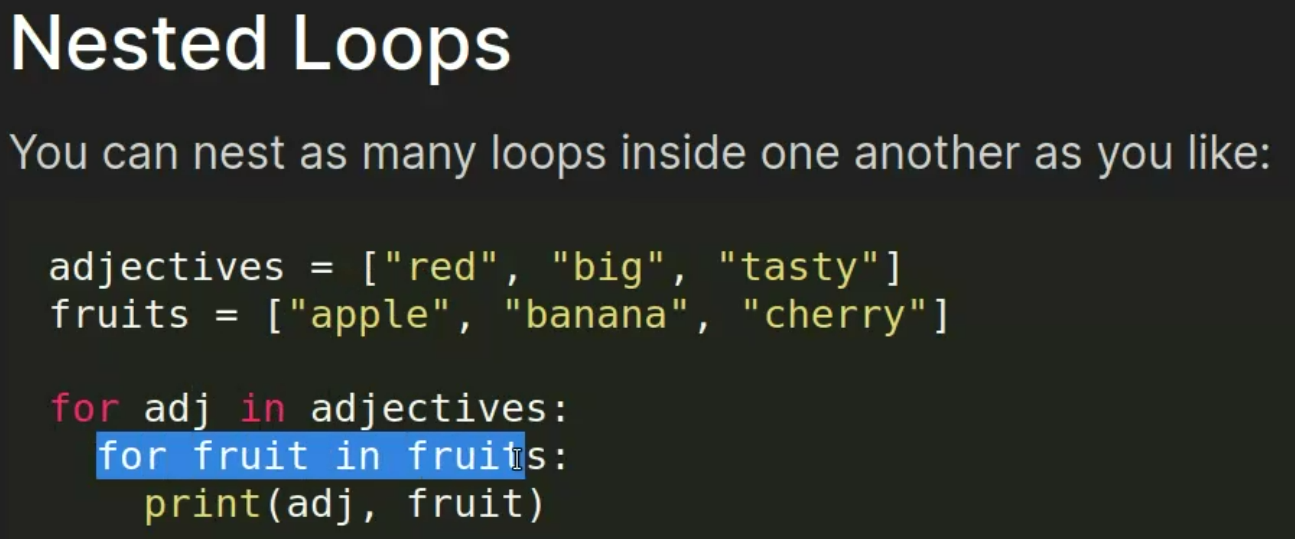 Nested Loops
You can nest as many loops inside one another as you like:
adjectives = ["red", "big", "tasty"]
fruits = ["apple", "banana", "cherry"]
for adj in adjectives:
for fruit in fruits:
print(adj, fruit)